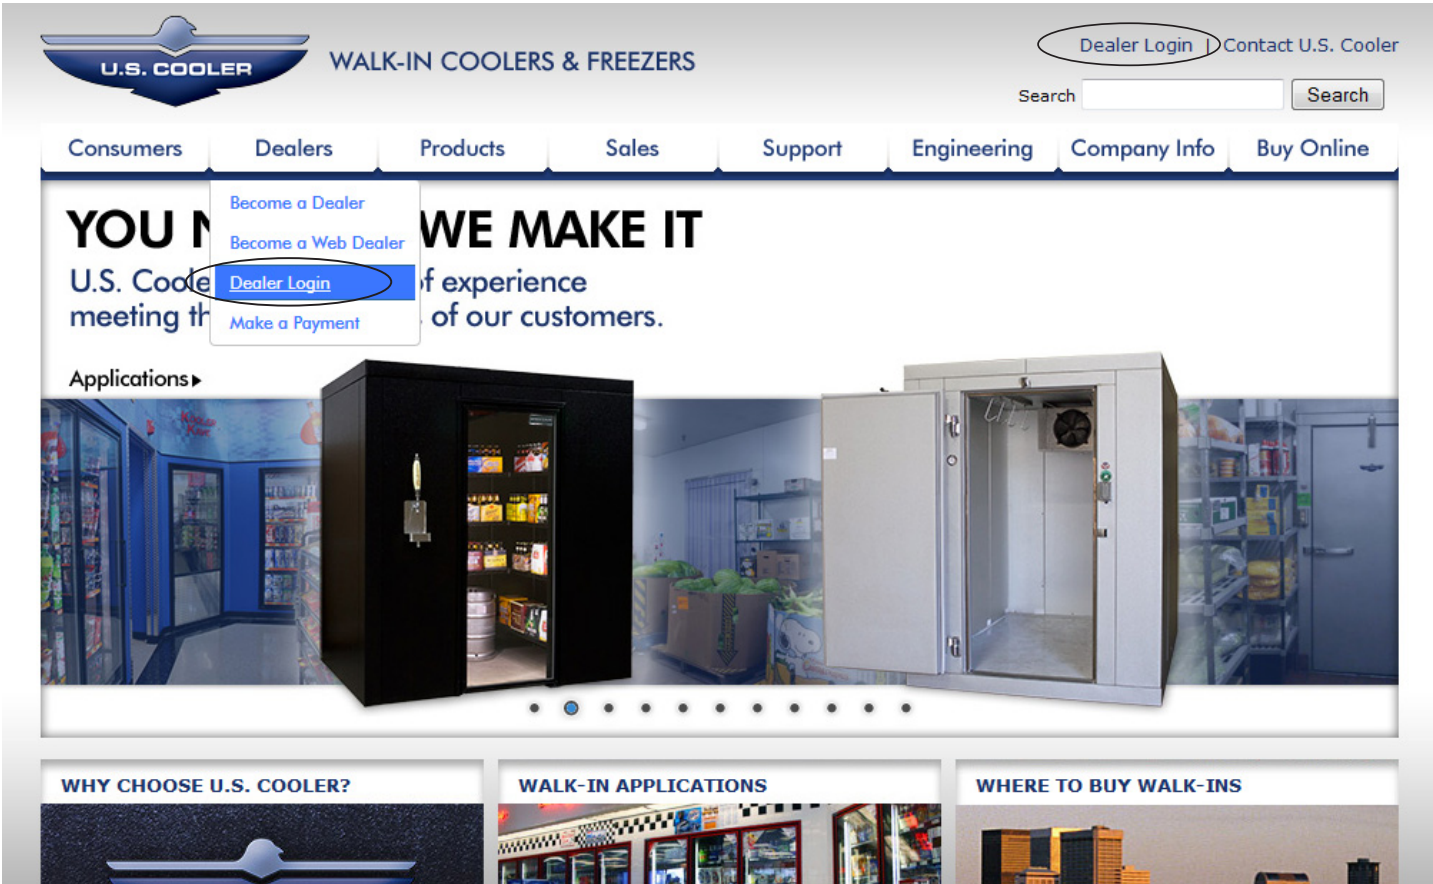 Dealer Login | Contact U.S. Cooler
U.S. COOLER
WALK-IN COOLERS & FREEZERS
Search
Search
Consumers Dealers Products Sales Support Engineering Company Info Buy Online
Become a Dealer
Become a Web Dealer
Dealer Login
Make a Payment
YOU WE MAKE IT
U.S. of experience
meeting of our customers.
Applications
WHY CHOOSE U.S. COOLER?
WALK-IN APPLICATIONS
WHERE TO BUY WALK-INS